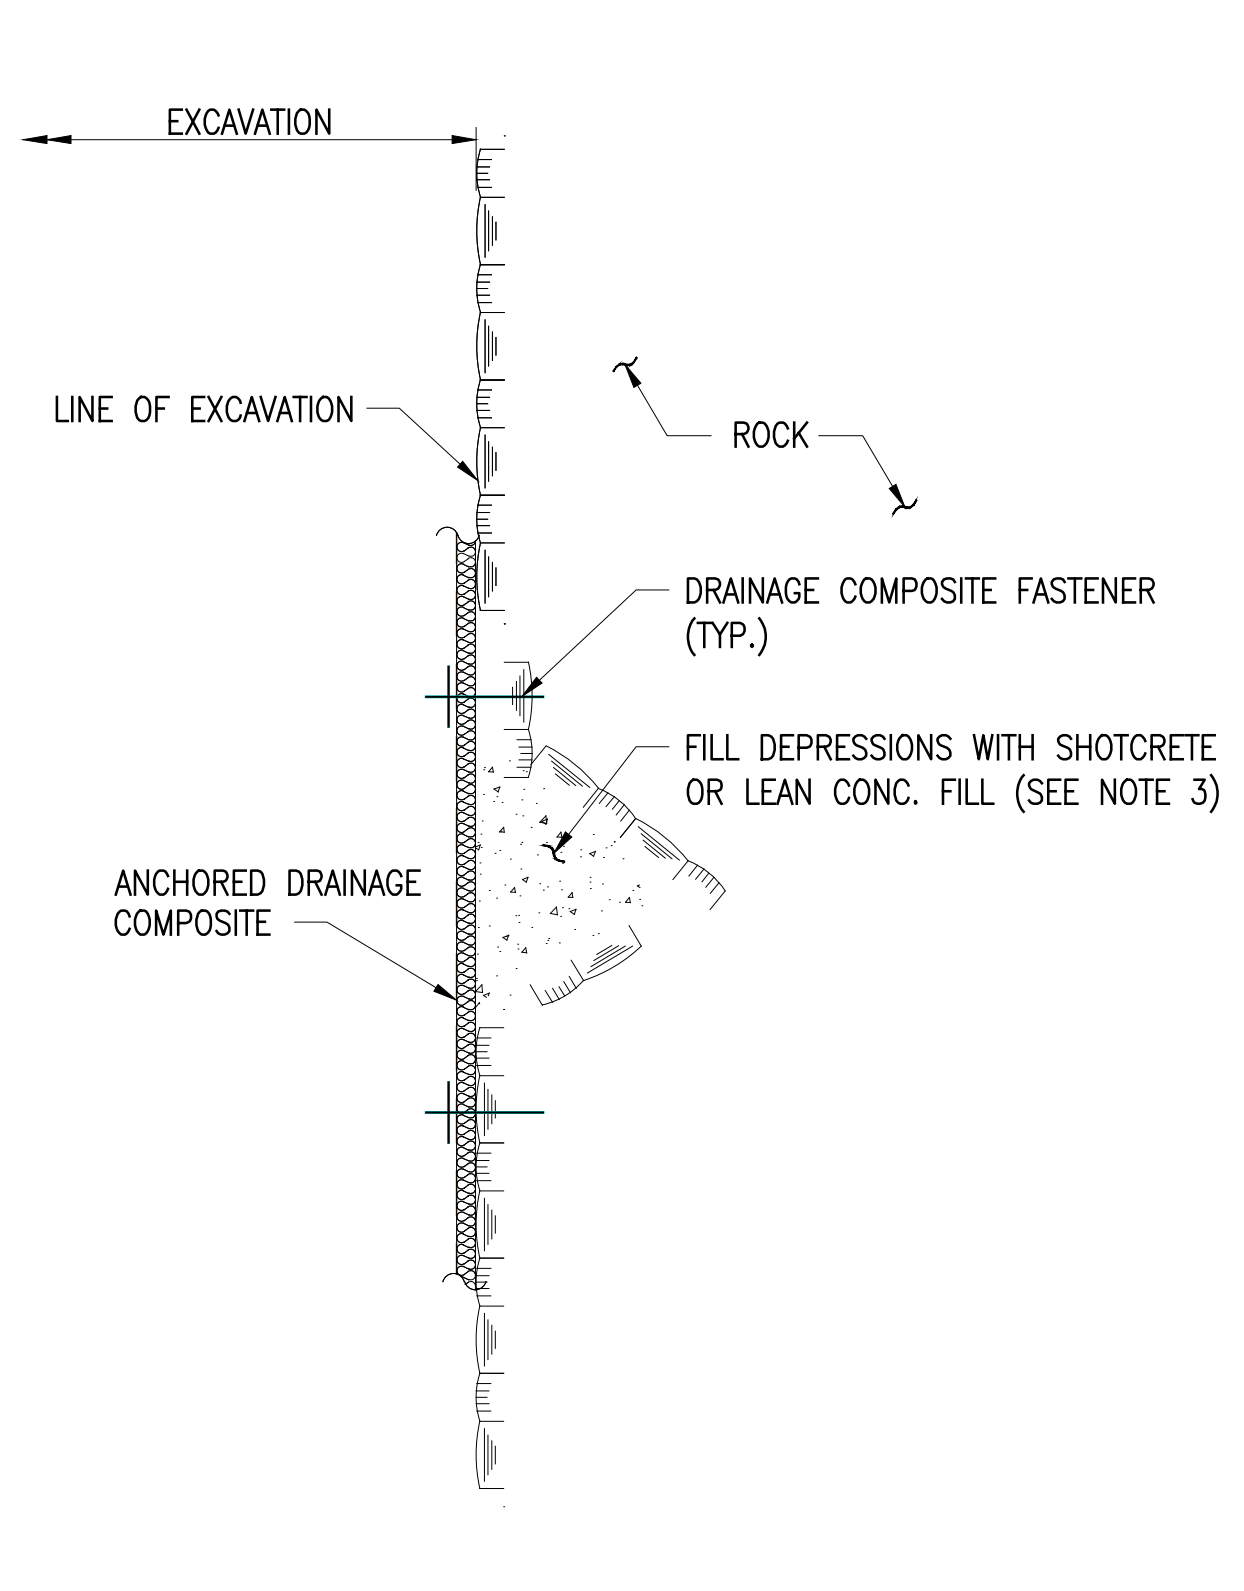 EXCAVATION
LINE OF EXCAVATION
ROCK
DRAINAGE COMPOSITE FASTENER
(TYP.)
FILL DEPRESSIONS WITH SHOTCRETE
OR LEAN CONC. FILL (SEE NOTE 3)
ANCHORED DRAINAGE
COMPOSITE